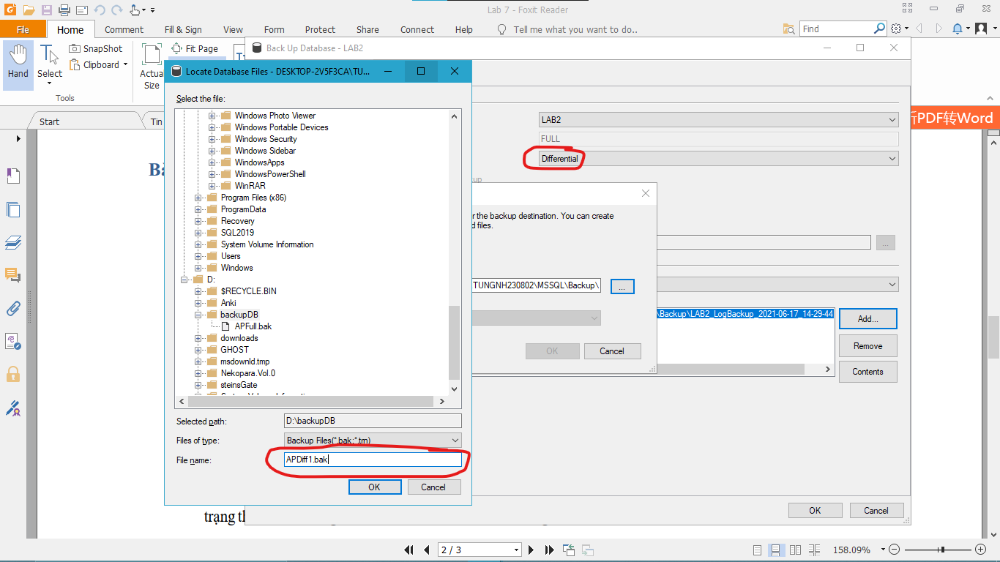 Lab 7 - Foxit Reader
File
Home
Comment
Fill & Sign
View
Form
Protect
Share
Connect
Help
Tell me what you want to do..
Find
Hand
Select
SnapShot
Clipboard
Actua
Size
Fit Page
Tools
Start
Tin
PDF转Word
Back Up Database - LAB2
LAB2
FULL
Differential
r the backup destination. You can create
d files.
TUNGNH230802\MSSQL\Backup\
...
...
OK
Cancel
\Backup\LAB2_LogBackup_2021-06-17_14-29-44
Add...
Remove
Contents
OK
Cancel
Locate Database Files - DESKTOP-2V5F3CA\TU...
Select the file:
Windows Photo Viewer
Windows Portable Devices
Windows Security
Windows Sidebar
WindowsApps
WindowsPowerShell
WinRAR
Program Files (x86)
ProgramData
Recovery
SQL2019
System Volume Information
Users
Windows
D:
$RECYCLE.BIN
Anki
backupDB
APFull.bak
downloads
GHOST
msdownld.tmp
Nekopara.Vol.0
steinsGate
Selected path:
D:\backupDB
Files of type:
Backup Files(*.bak;*.trn)
File name:
APDiff1.bak
OK
Cancel
trạng th
2 / 3
158.09%